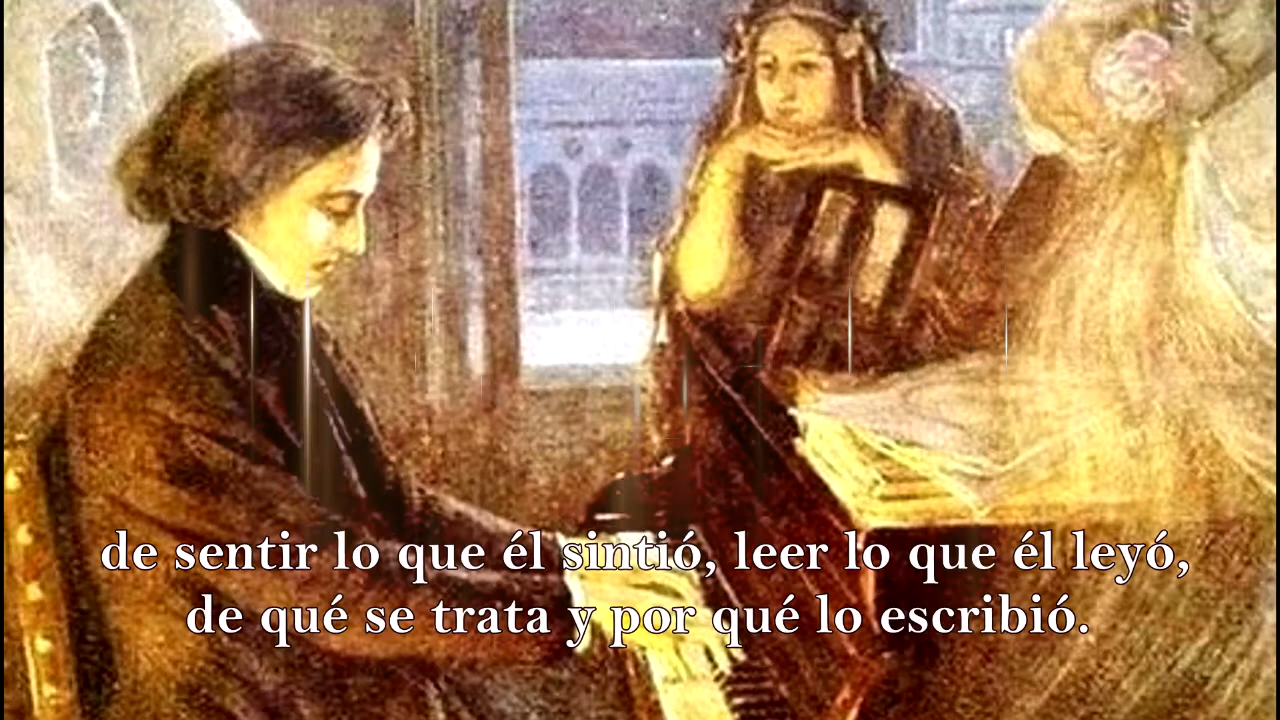 de sentir lo que él sintió, leer lo que él leyó,
de qué se trata y por qué lo escribió.